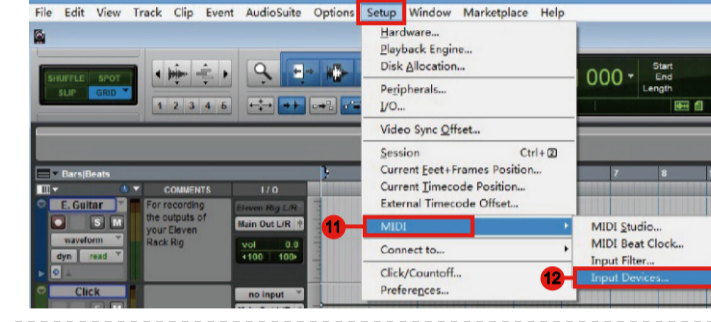 File Edit View Track Clip Event AudioSuite Options Setup Window Marketplace Help
Hardware...
Playback Engine...
Disk Allocation...
Peripherals...
I/O...
Video Sync Offset...
Session Ctrl+2
Current Feet+Frames Position...
Current Timecode Position...
External Timecode Offset...
11
MIDI
Connect to...
Click/Countoff...
Preferences...
MIDI Studio...
MIDI Beat Clock...
Input Filter...
12
Input Devices...
SHUFFLE SPOT
SLIP GRID
1 2 3 4 6
000
Start
End
Length
Bars|Beats
7 8
COMMENTS
I / O
E. Guitar
S M
waveform
dyn read
For recording
the outputs of
your Eleven
Rack Rig
Eleven Rig L/R
Main Out L/R
vol 0.0
100 100
Click
no input